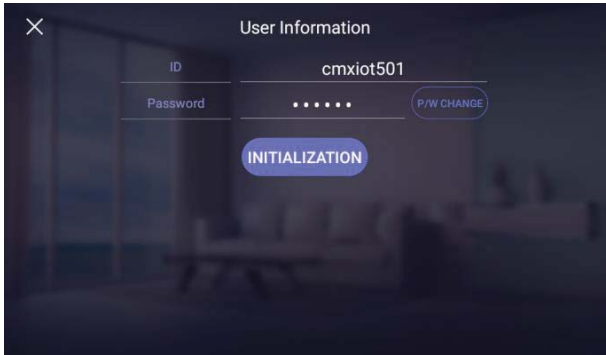 User Information
ID cmxiot501
Password •••••• P/W CHANGE
INITIALIZATION